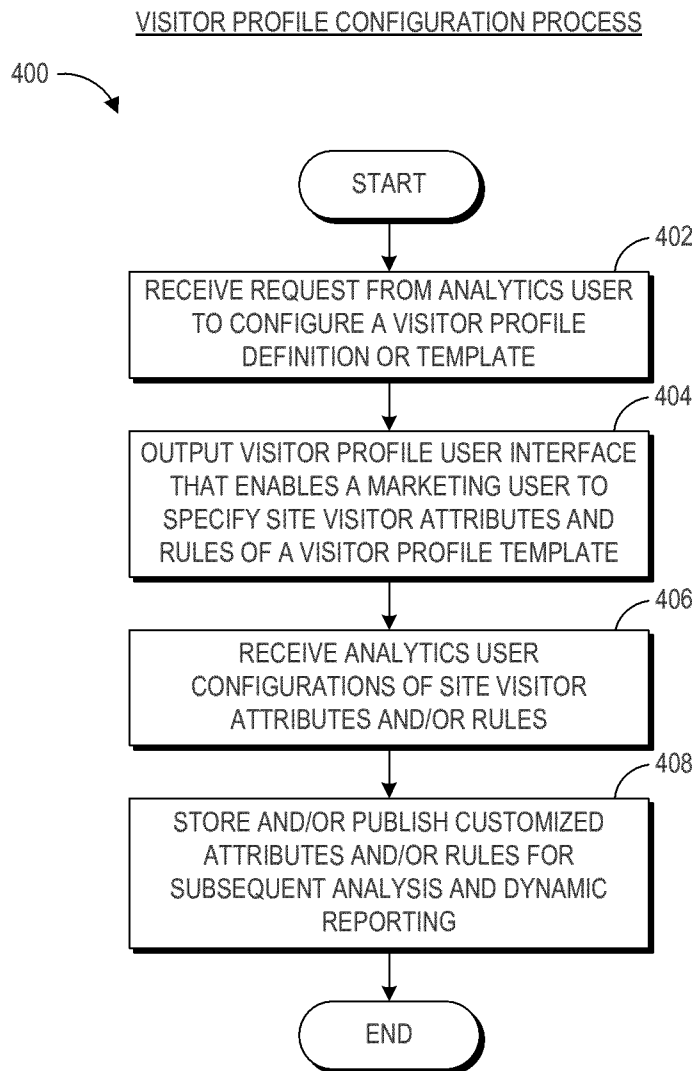 VISITOR PROFILE CONFIGURATION PROCESS
400
START
402
RECEIVE REQUEST FROM ANALYTICS USER
TO CONFIGURE A VISITOR PROFILE
DEFINITION OR TEMPLATE
404
OUTPUT VISITOR PROFILE USER INTERFACE
THAT ENABLES A MARKETING USER TO
SPECIFY SITE VISITOR ATTRIBUTES AND
RULES OF A VISITOR PROFILE TEMPLATE
406
RECEIVE ANALYTICS USER
CONFIGURATIONS OF SITE VISITOR
ATTRIBUTES AND/OR RULES
408
STORE AND/OR PUBLISH CUSTOMIZED
ATTRIBUTES AND/OR RULES FOR
SUBSEQUENT ANALYSIS AND DYNAMIC
REPORTING
END